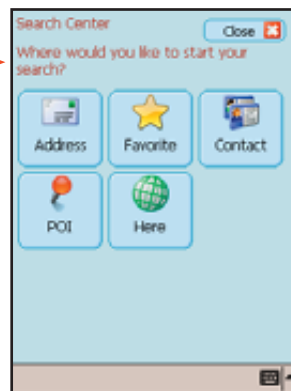 Search Center
Close
Where would you like to start your
search?
Address
Favorite
Contact
POI
Here